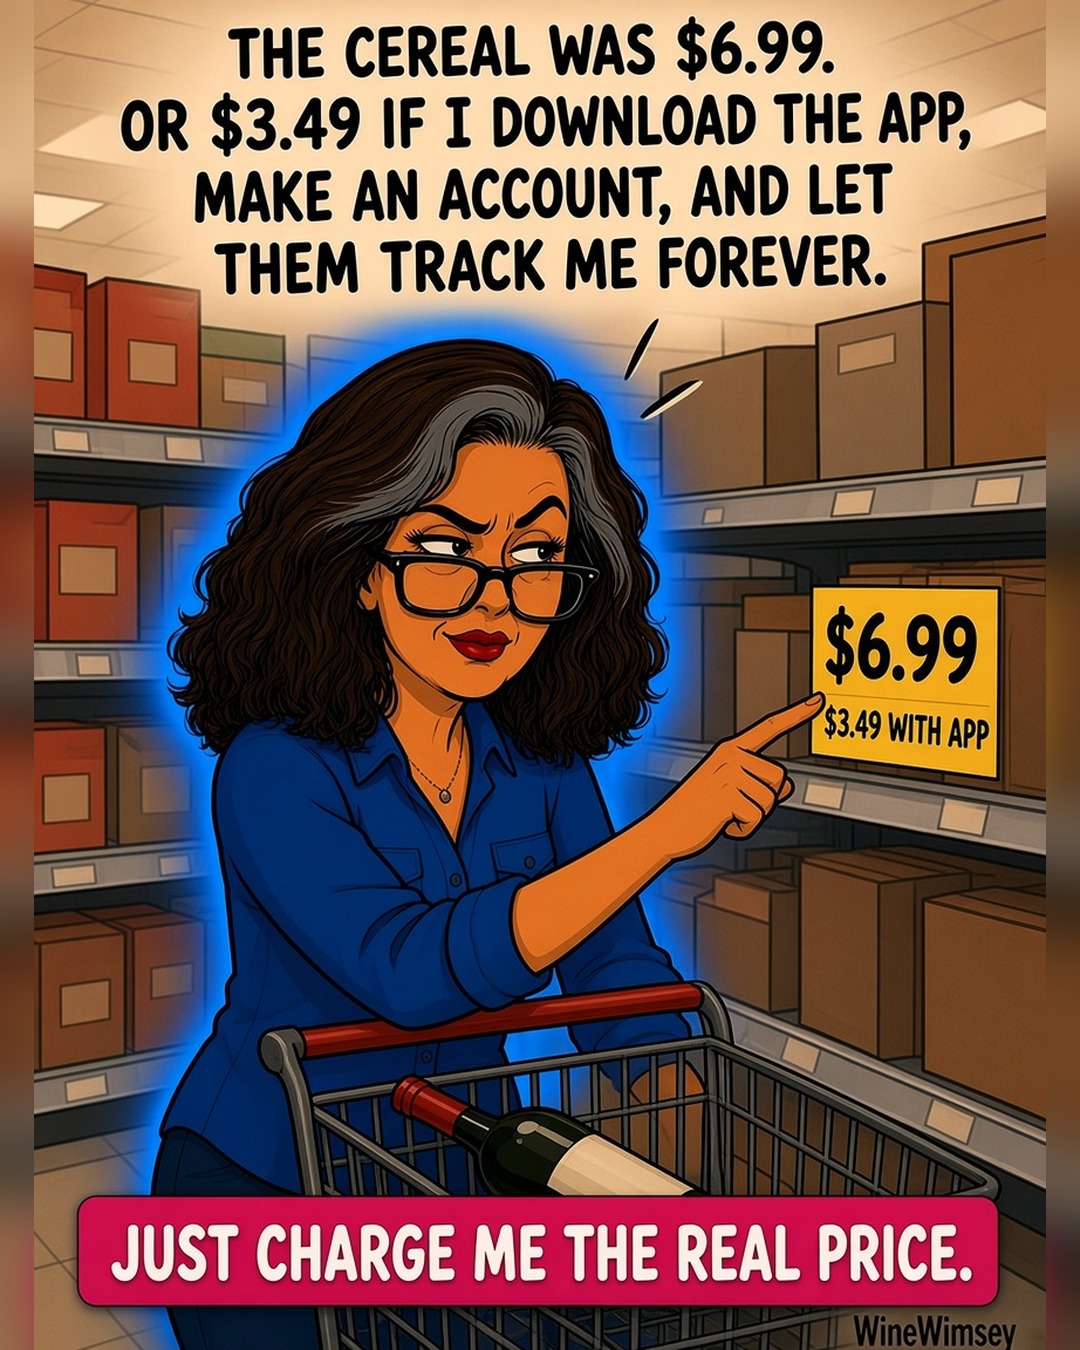 THE CEREAL WAS $6.99.
OR $3.49 IF I DOWNLOAD THE APP,
MAKE AN ACCOUNT, AND LET
THEM TRACK ME FOREVER.
$6.99
$3.49 WITH APP
JUST CHARGE ME THE REAL PRICE.
WineWimsey